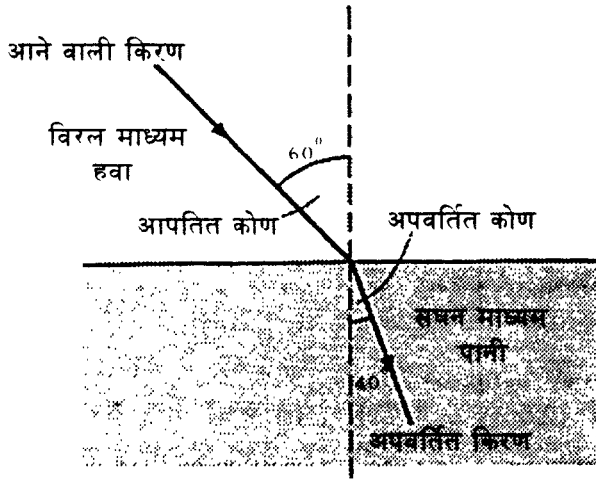 आने वाली किरण
विरल माध्यम
हवा
60°
आपतित कोण
अपवर्तित कोण
सघन माध्यम
पानी
40
अपवर्तित किरण